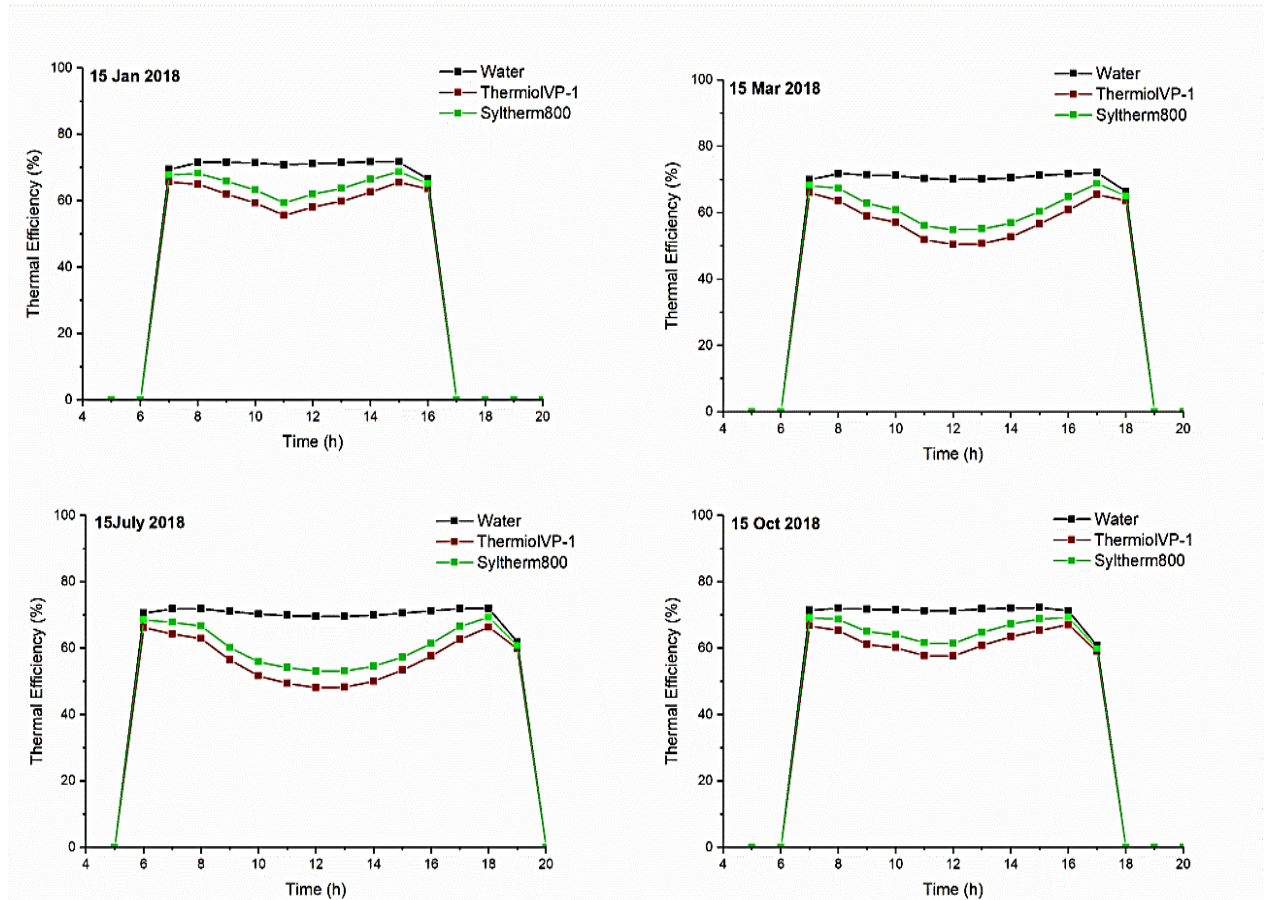 15 Jan 2018
Water
ThermiolVP-1
Syltherm800
Thermal Efficiency (%)
100
80
60
40
20
0
4 6 8 10 12 14 16 18 20
Time (h)
15 Mar 2018
Water
ThermiolVP-1
Syltherm800
Thermal Efficiency (%)
100
80
60
40
20
0
4 6 8 10 12 14 16 18 20
Time (h)
15July 2018
Water
ThermiolVP-1
Syltherm800
Thermal Efficiency (%)
100
80
60
40
20
0
4 6 8 10 12 14 16 18 20
Time (h)
15 Oct 2018
Water
ThermiolVP-1
Syltherm800
Thermal Efficiency (%)
100
80
60
40
20
0
4 6 8 10 12 14 16 18 20
Time (h)